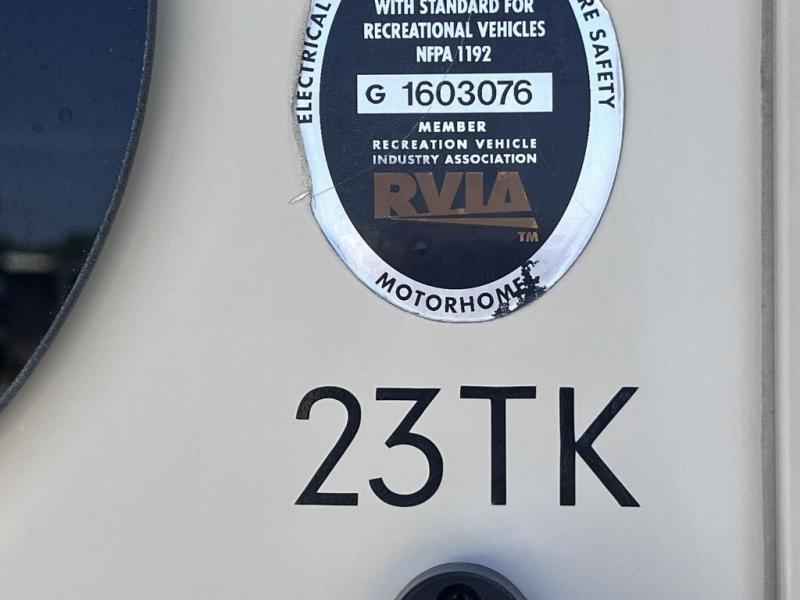 ELECTRICAL
WITH STANDARD FOR
RECREATIONAL VEHICLES
NFPA 1192
SAFETY
G 1603076
MEMBER
RECREATION VEHICLE
INDUSTRY ASSOCIATION
RVIA
TM
MOTORHOME
23TK